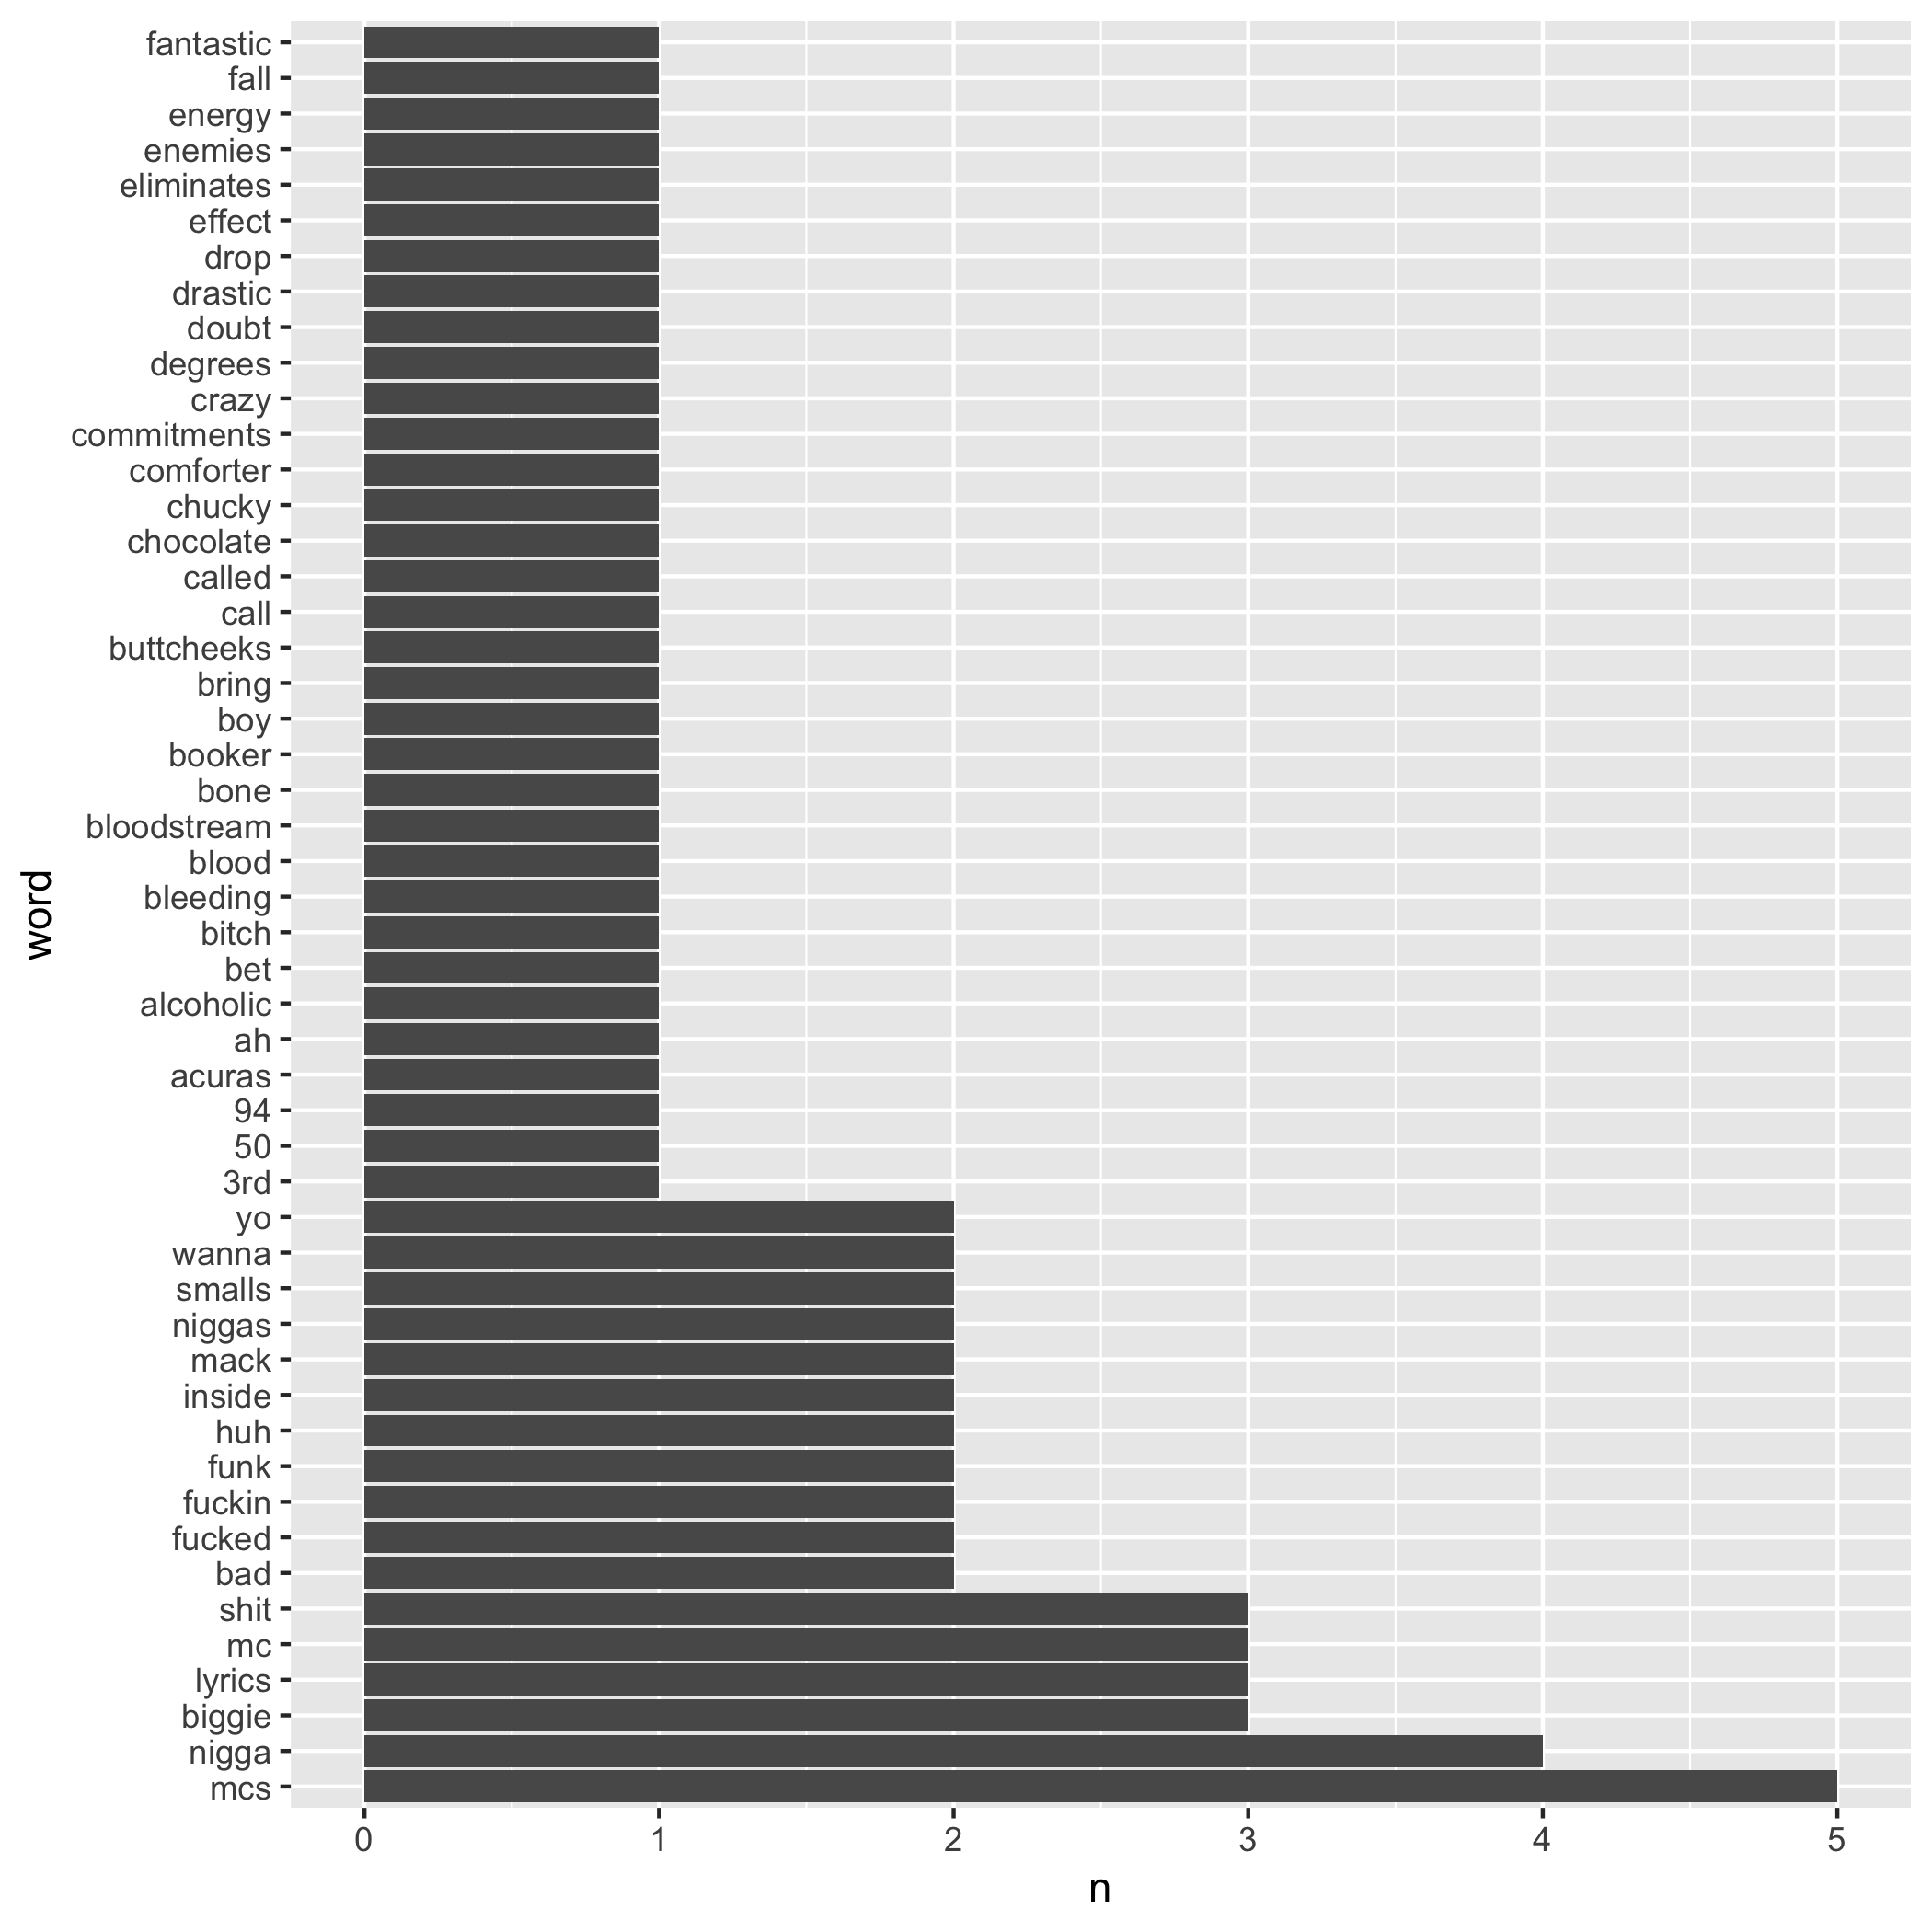 fantastic
fall
energy
enemies
eliminates
effect
drop
drastic
doubt
degrees
crazy
commitments
comforter
chucky
chocolate
called
call
buttcheeks
bring
boy
booker
bone
bloodstream
blood
bleeding
bitch
bet
alcoholic
ah
acuras
94
50
3rd
yo
wanna
smalls
niggas
mack
inside
huh
funk
fuckin
fucked
bad
shit
mc
lyrics
biggie
nigga
mcs
word
0 1 2 3 4 5
n